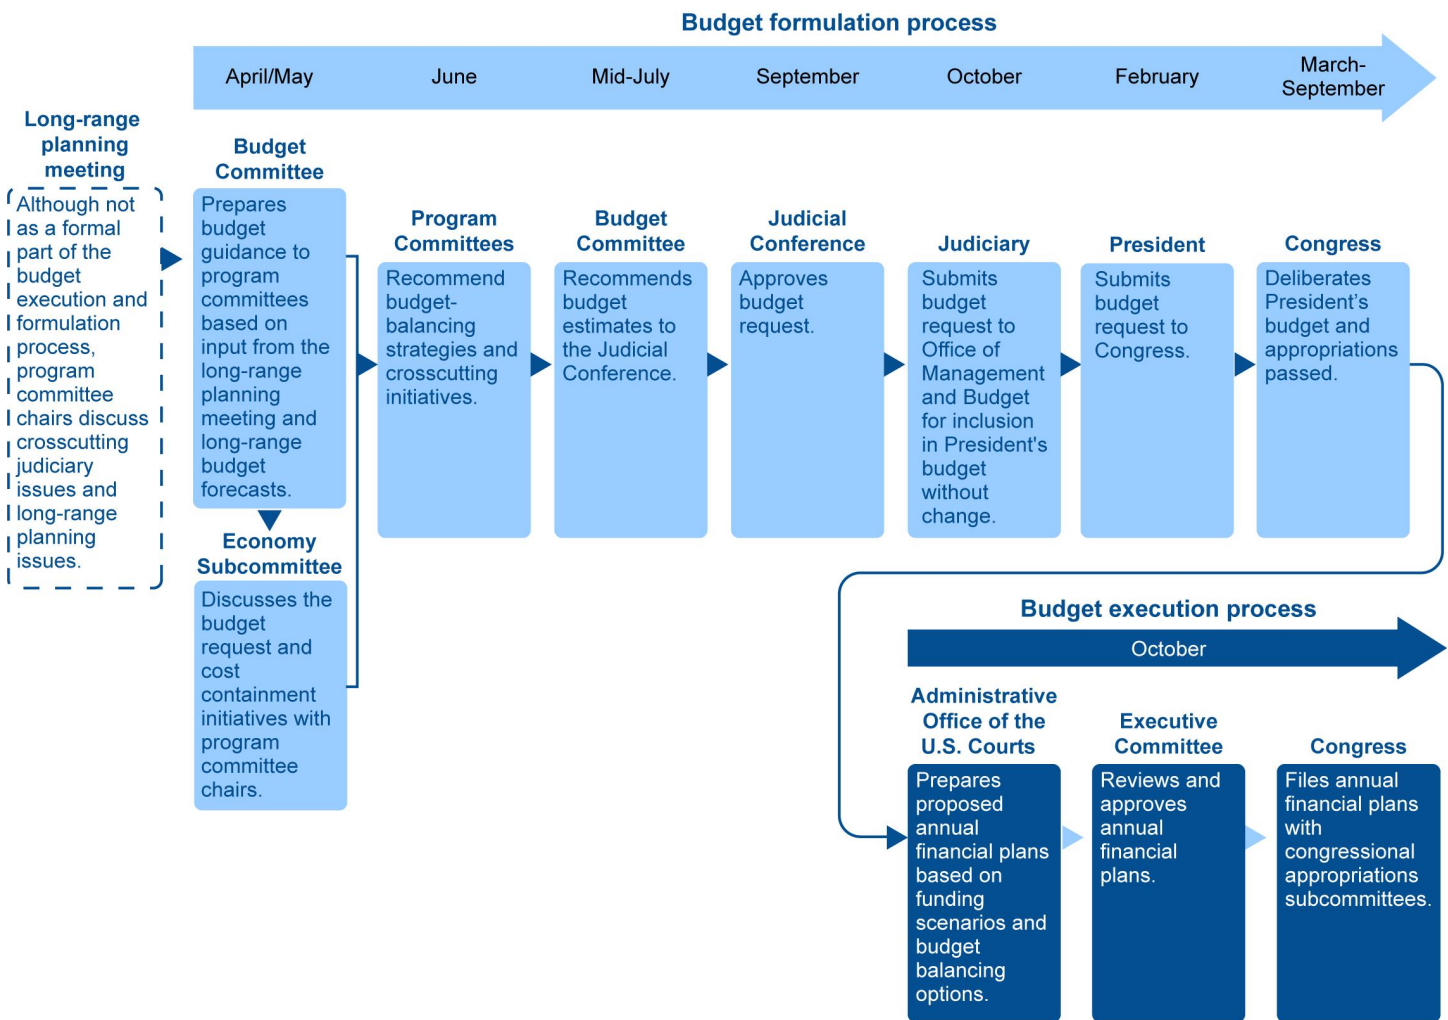 Budget formulation process
April/May
June
Mid-July
September
October
February
March-
September
Long-range
planning
meeting
Although not
as a formal
part of the
budget
execution and
formulation
process,
program
committee
chairs discuss
crosscutting
judiciary
issues and
long-range
planning
issues.
Budget
Committee
Prepares
budget
guidance to
program
committees
based on
input from the
long-range
planning
meeting and
long-range
budget
forecasts.
Economy
Subcommittee
Discusses the
budget
request and
cost
containment
initiatives with
program
committee
chairs.
Program
Committees
Recommend
budget-
balancing
strategies and
crosscutting
initiatives.
Budget
Committee
Recommends
budget
estimates to
the Judicial
Conference.
Judicial
Conference
Approves
budget
request.
Judiciary
Submits
budget
request to
Office of
Management
and Budget
for inclusion
in President's
budget
without
change.
President
Submits
budget
request to
Congress.
Congress
Deliberates
President’s
budget and
appropriations
passed.
Budget execution process
October
Administrative
Office of the
U.S. Courts
Prepares
proposed
annual
financial plans
based on
funding
scenarios and
budget
balancing
options.
Executive
Committee
Reviews and
approves
annual
financial
plans.
Congress
Files annual
financial plans
with
congressional
appropriations
subcommittees.